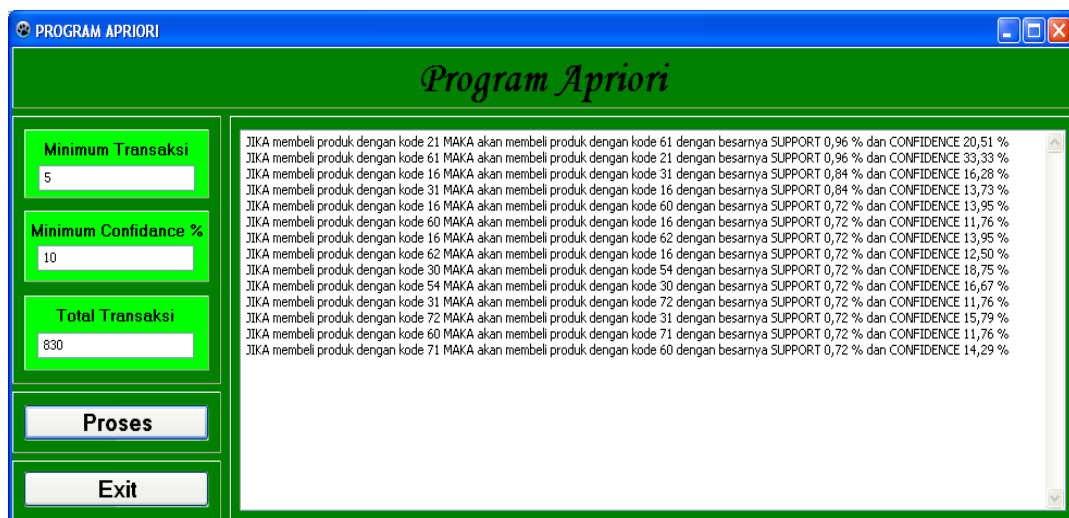 PROGRAM APRIORI
Program Apriori
Minimum Transaksi
5
Minimum Confidance %
10
Total Transaksi
830
Proses
Exit
JIKA membeli produk dengan kode 21 MAKA akan membeli produk dengan kode 61 dengan besarnya SUPPORT 0,96 % dan CONFIDENCE 20,51 %
JIKA membeli produk dengan kode 61 MAKA akan membeli produk dengan kode 21 dengan besarnya SUPPORT 0,96 % dan CONFIDENCE 33,33 %
JIKA membeli produk dengan kode 16 MAKA akan membeli produk dengan kode 31 dengan besarnya SUPPORT 0,84 % dan CONFIDENCE 16,28 %
JIKA membeli produk dengan kode 31 MAKA akan membeli produk dengan kode 16 dengan besarnya SUPPORT 0,84 % dan CONFIDENCE 13,73 %
JIKA membeli produk dengan kode 16 MAKA akan membeli produk dengan kode 60 dengan besarnya SUPPORT 0,72 % dan CONFIDENCE 13,95 %
JIKA membeli produk dengan kode 60 MAKA akan membeli produk dengan kode 16 dengan besarnya SUPPORT 0,72 % dan CONFIDENCE 11,76 %
JIKA membeli produk dengan kode 16 MAKA akan membeli produk dengan kode 62 dengan besarnya SUPPORT 0,72 % dan CONFIDENCE 13,95 %
JIKA membeli produk dengan kode 62 MAKA akan membeli produk dengan kode 16 dengan besarnya SUPPORT 0,72 % dan CONFIDENCE 12,50 %
JIKA membeli produk dengan kode 30 MAKA akan membeli produk dengan kode 54 dengan besarnya SUPPORT 0,72 % dan CONFIDENCE 18,75 %
JIKA membeli produk dengan kode 54 MAKA akan membeli produk dengan kode 30 dengan besarnya SUPPORT 0,72 % dan CONFIDENCE 16,67 %
JIKA membeli produk dengan kode 31 MAKA akan membeli produk dengan kode 72 dengan besarnya SUPPORT 0,72 % dan CONFIDENCE 11,76 %
JIKA membeli produk dengan kode 72 MAKA akan membeli produk dengan kode 31 dengan besarnya SUPPORT 0,72 % dan CONFIDENCE 15,79 %
JIKA membeli produk dengan kode 60 MAKA akan membeli produk dengan kode 71 dengan besarnya SUPPORT 0,72 % dan CONFIDENCE 11,76 %
JIKA membeli produk dengan kode 71 MAKA akan membeli produk dengan kode 60 dengan besarnya SUPPORT 0,72 % dan CONFIDENCE 14,29 %